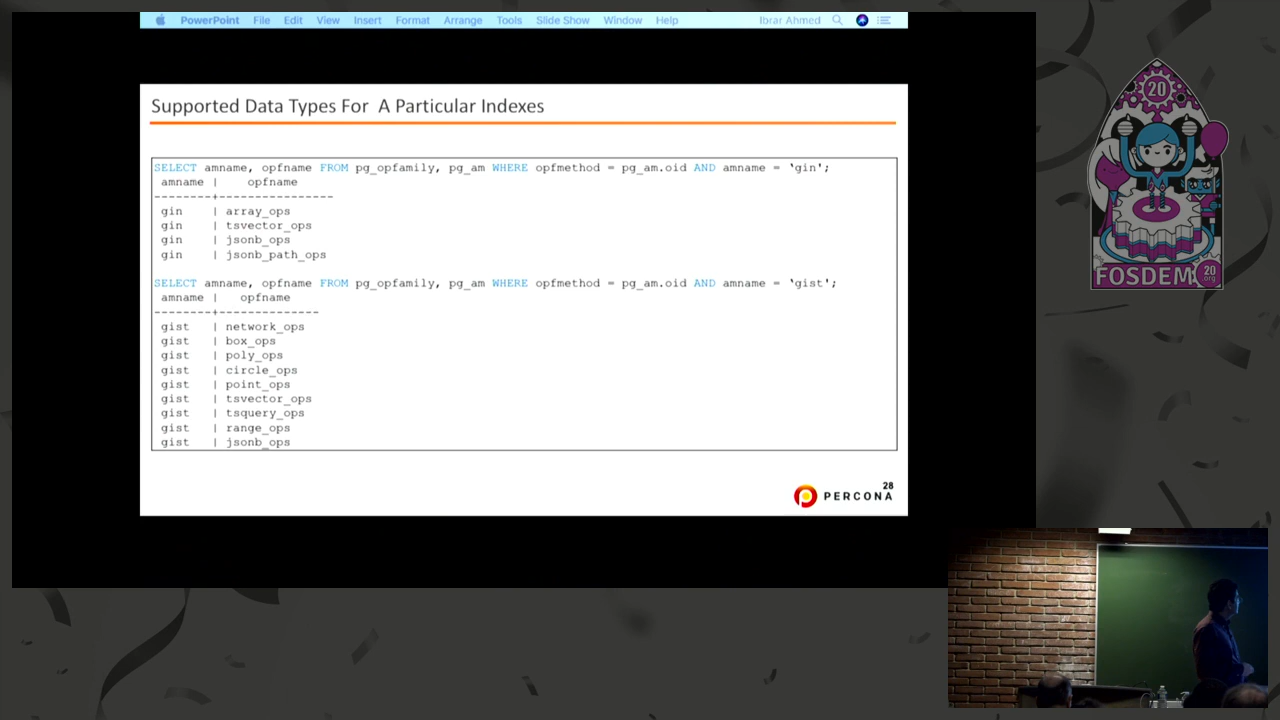 PowerPoint File Edit View Insert Format Arrange Tools Slide Show Window Help Ibrar Ahmed
Supported Data Types For A Particular Indexes
SELECT amname, opfname FROM pg_opfamily, pg_am WHERE opfmethod = pg_am.oid AND amname = 'gin';
amname | opfname
--------+---------------
gin | array_ops
gin | tsvector_ops
gin | jsonb_ops
gin | jsonb_path_ops
SELECT amname, opfname FROM pg_opfamily, pg_am WHERE opfmethod = pg_am.oid AND amname = 'gist';
amname | opfname
--------+--------------
gist | network_ops
gist | box_ops
gist | poly_ops
gist | circle_ops
gist | point_ops
gist | tsvector_ops
gist | tsquery_ops
gist | range_ops
gist | jsonb_ops
28
PERCONA
20
FOSDEM
20
.org